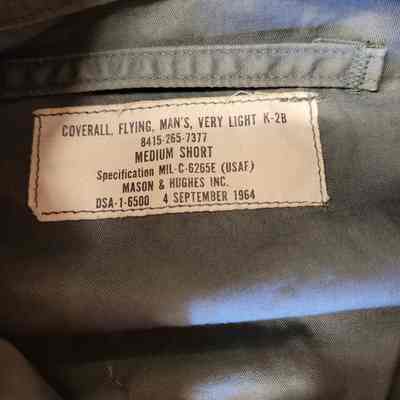 COVERALL, FLYING, MAN'S, VERY LIGHT K-2B
8415-265-7377
MEDIUM SHORT
Specification MIL-C-6265E (USAF)
MASON & HUGHES INC.
DSA-1-6500 4 SEPTEMBER 1964